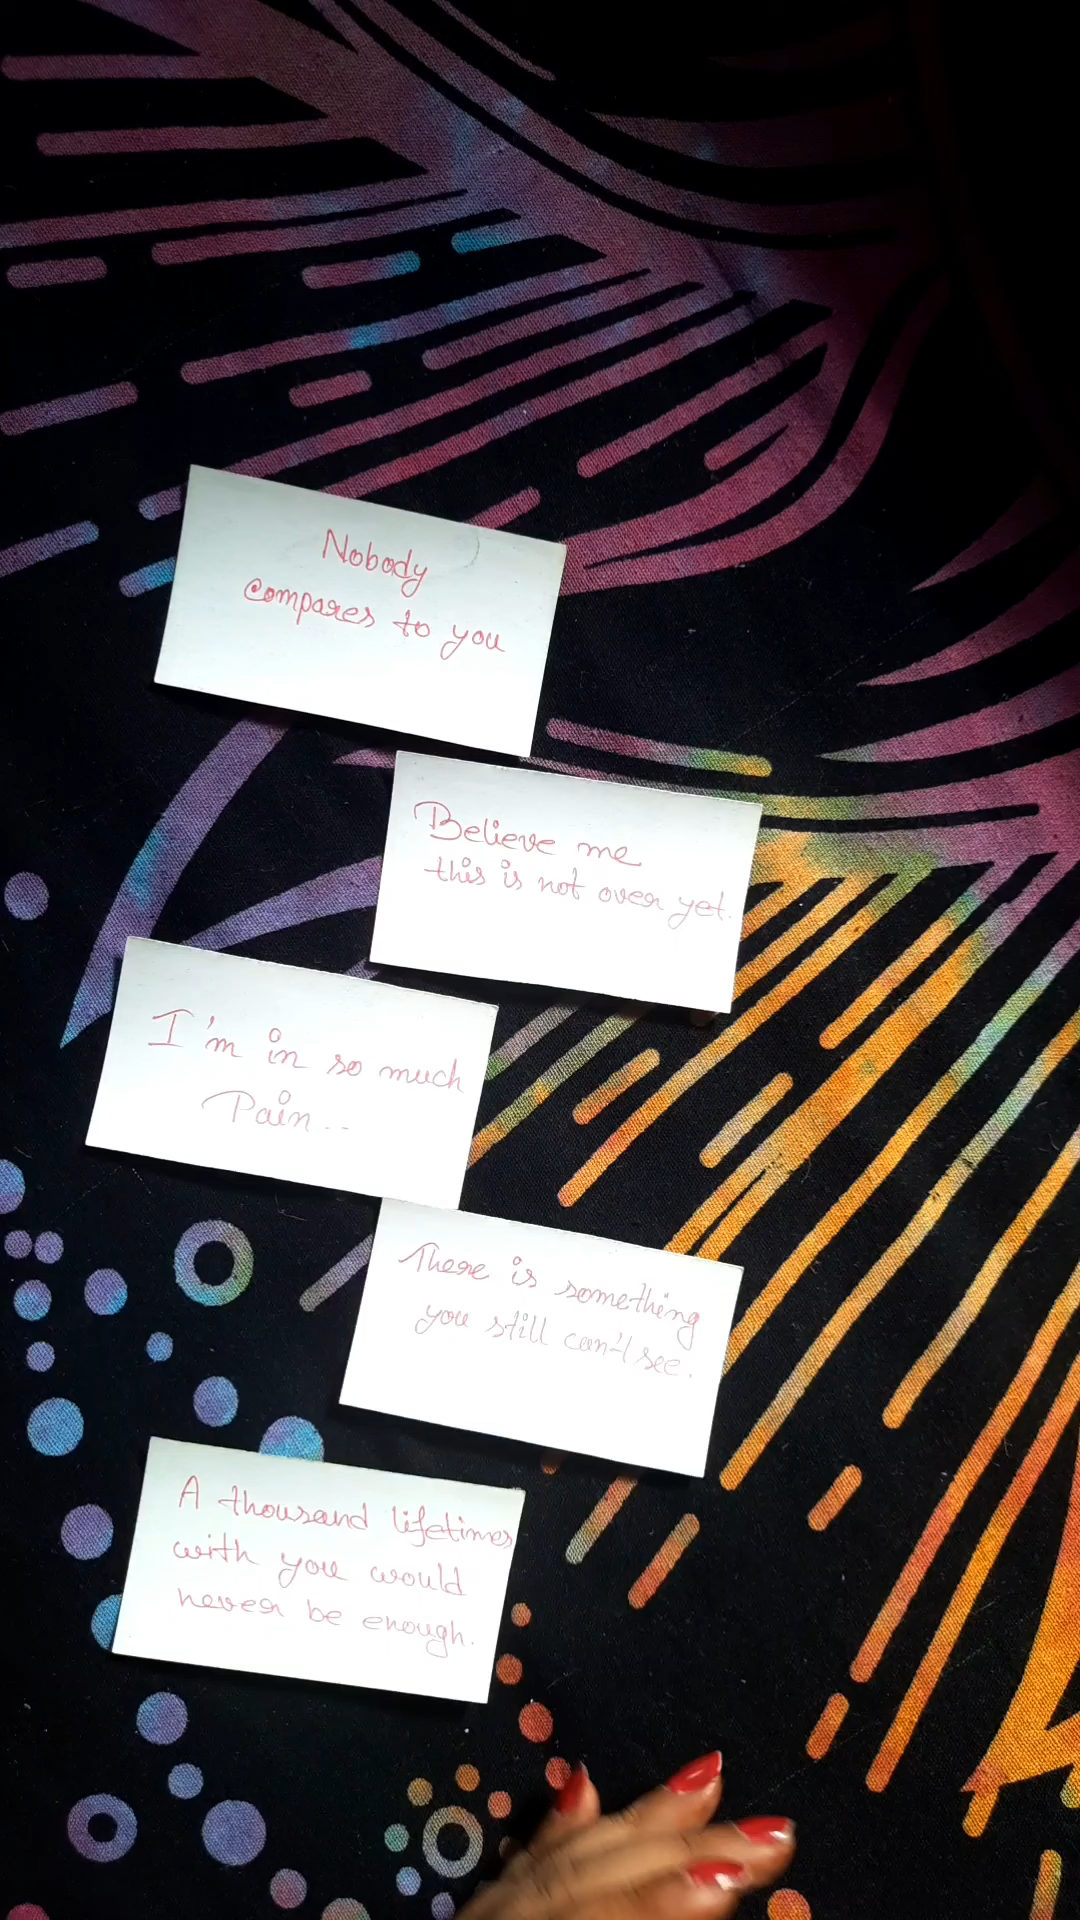 Nobody
compares to you
Believe me
this is not over yet.
I'm in so much
Pain..
There is something
you still can't see.
A thousand lifetimes
with you would
never be enough.